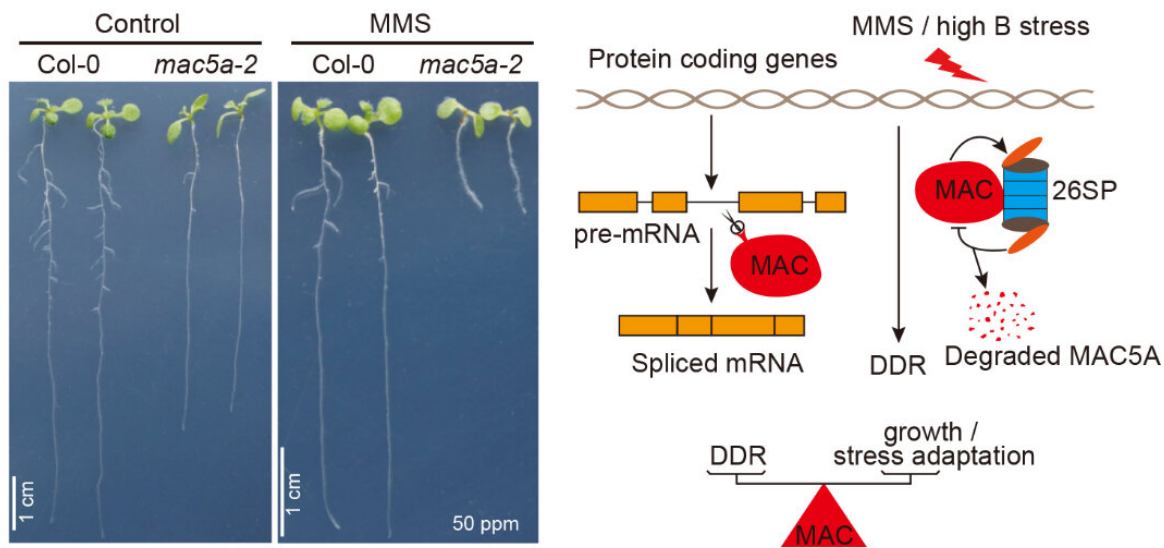 Control
MMS
Col-0
mac5a-2
Col-0
mac5a-2
1 cm
1 cm
50 ppm
MMS / high B stress
Protein coding genes
MAC
26SP
pre-mRNA
MAC
Spliced mRNA
DDR
Degraded MAC5A
growth /
DDR
stress adaptation
MAC